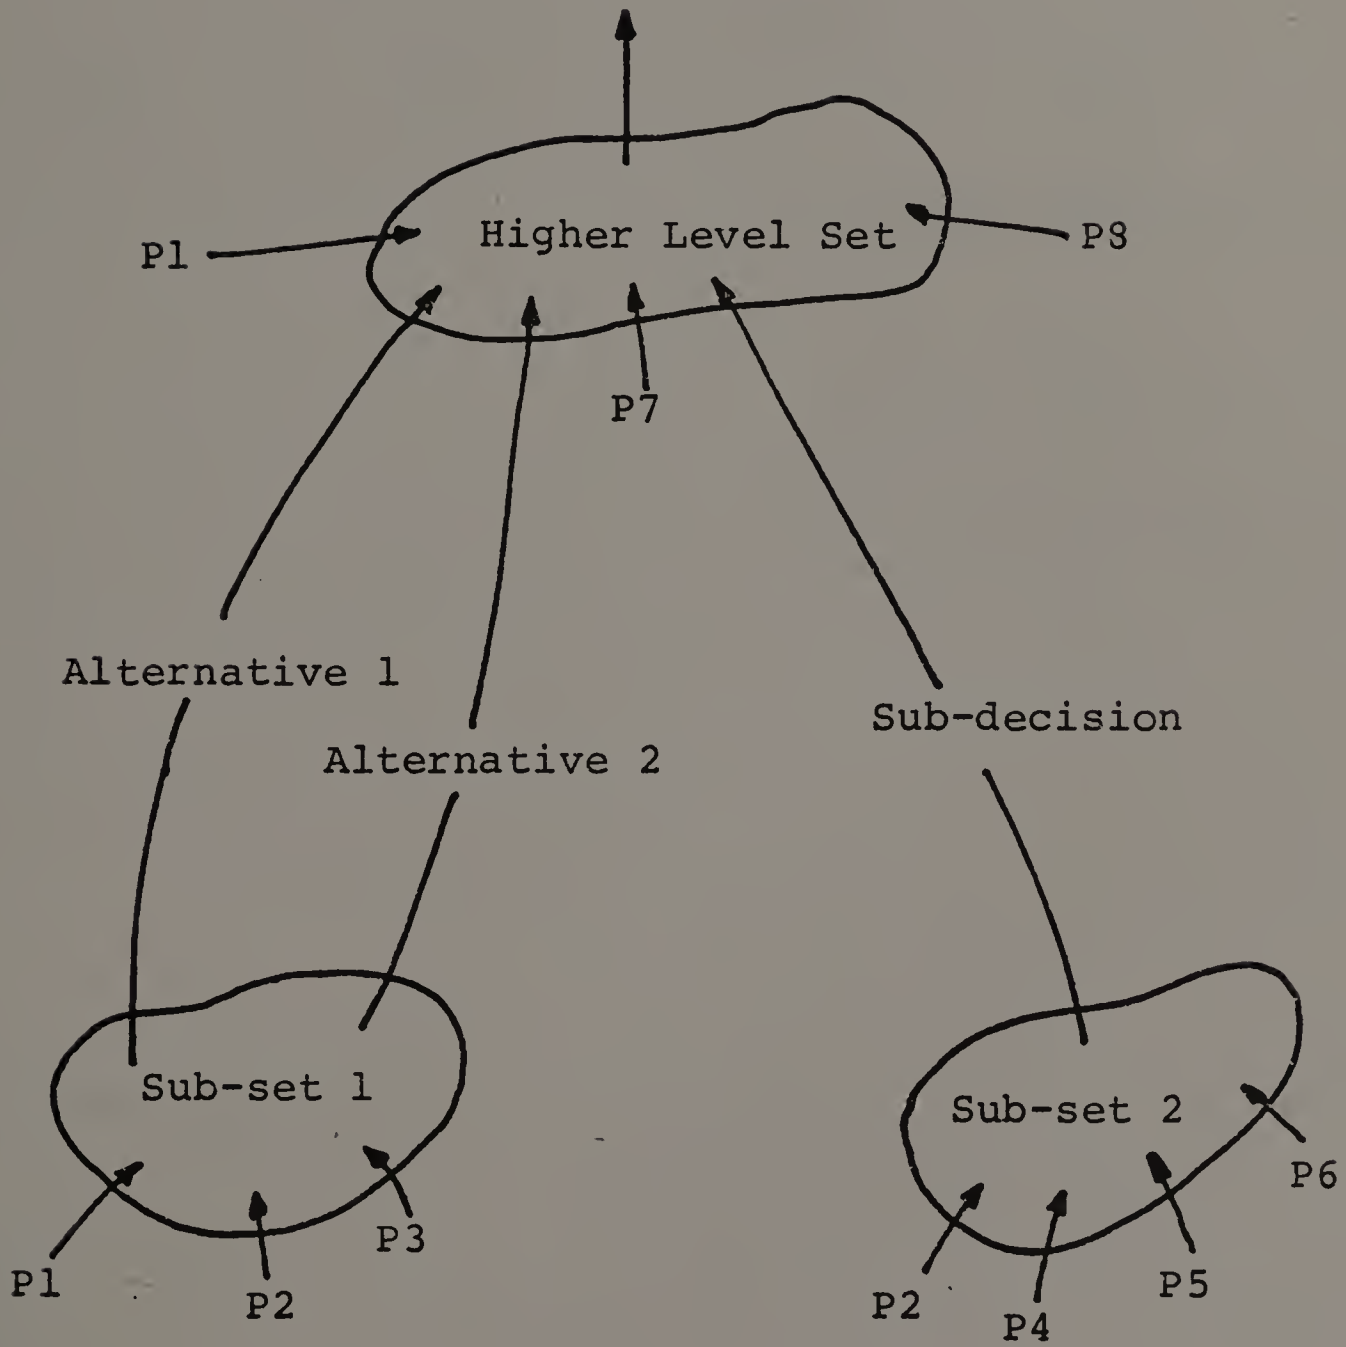 Higher Level Set
P1
P8
P7
Alternative 1
Sub-decision
Alternative 2
Sub-set 1
Sub-set 2
P6
P3
P1
P2
P5
P2
P4